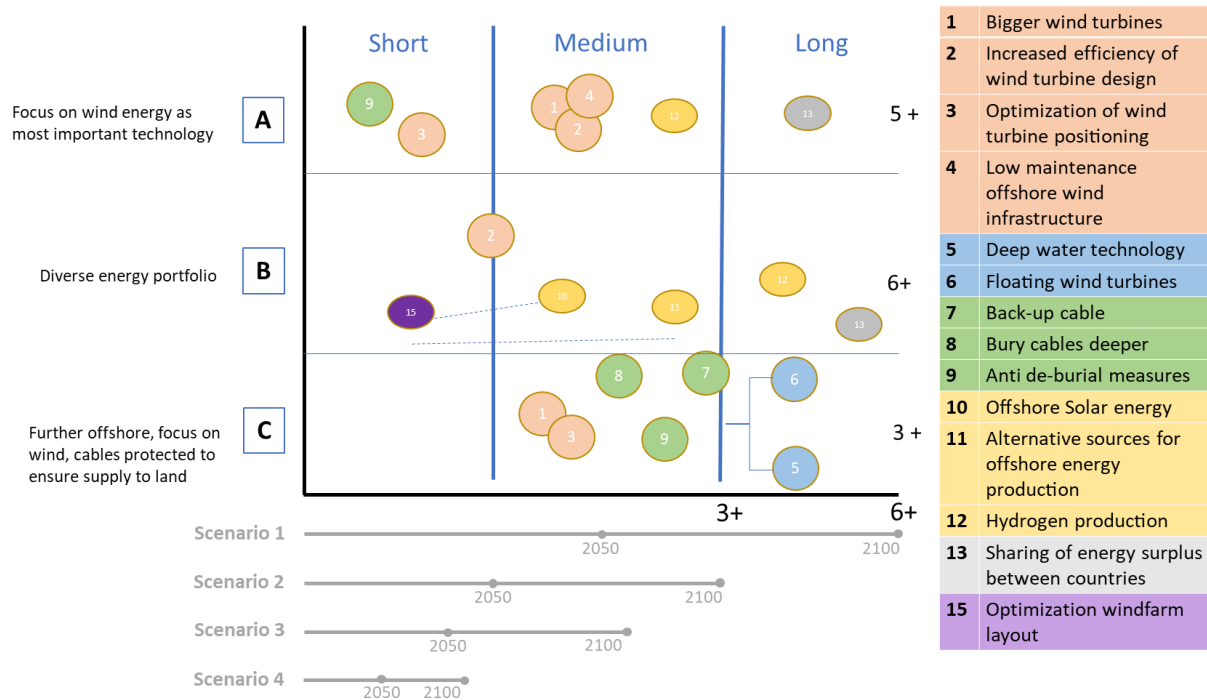 Short
Medium
Long
Focus on wind energy as
most important technology
A
9
3
1
4
2
12
13
5 +
Diverse energy portfolio
B
2
15
10
11
12
13
6+
Further offshore, focus on
wind, cables protected to
ensure supply to land
C
1
3
8
7
9
6
5
3 +
3+
6+
Scenario 1
2050
2100
Scenario 2
2050
2100
Scenario 3
2050
2100
Scenario 4
2050
2100
1 Bigger wind turbines
2 Increased efficiency of
wind turbine design
3 Optimization of wind
turbine positioning
4 Low maintenance
offshore wind
infrastructure
5 Deep water technology
6 Floating wind turbines
7 Back-up cable
8 Bury cables deeper
9 Anti de-burial measures
10 Offshore Solar energy
11 Alternative sources for
offshore energy
production
12 Hydrogen production
13 Sharing of energy surplus
between countries
15 Optimization windfarm
layout